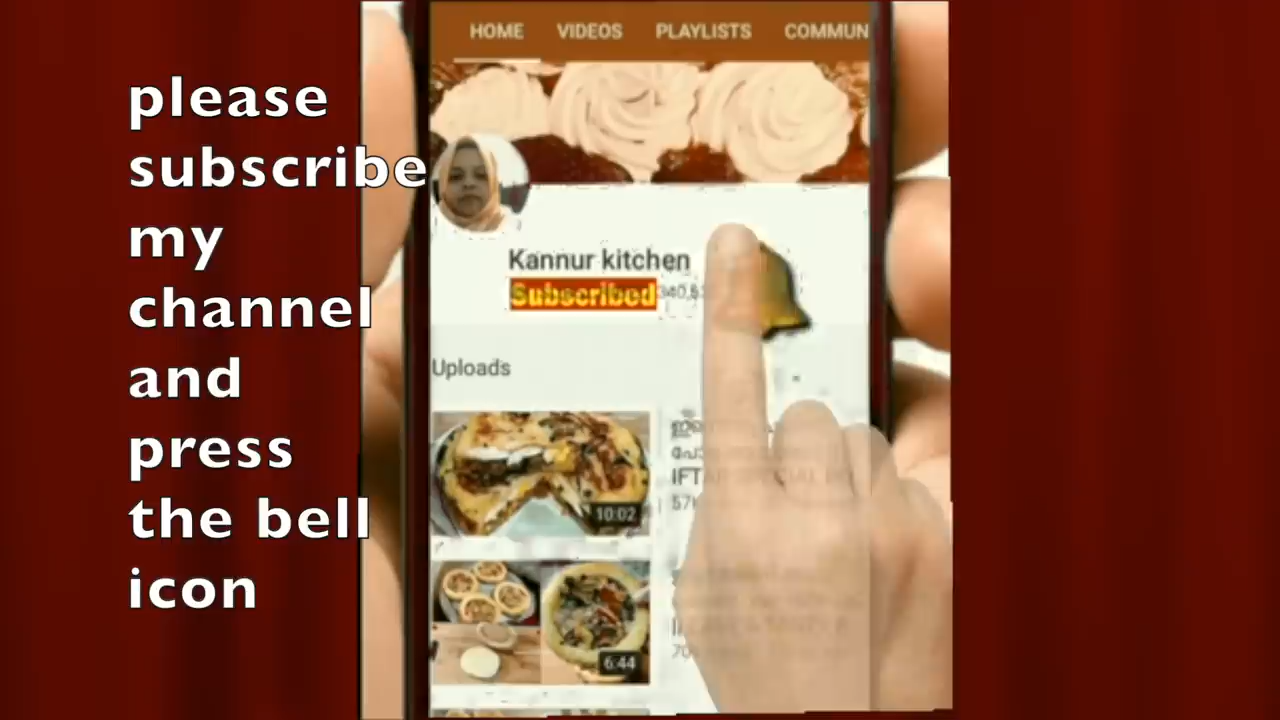 please
subscribe
my
channel
and
press
the bell
icon
HOME VIDEOS PLAYLISTS COMMUN
Kannur kitchen
Subscribed
Uploads
10:02
6:44